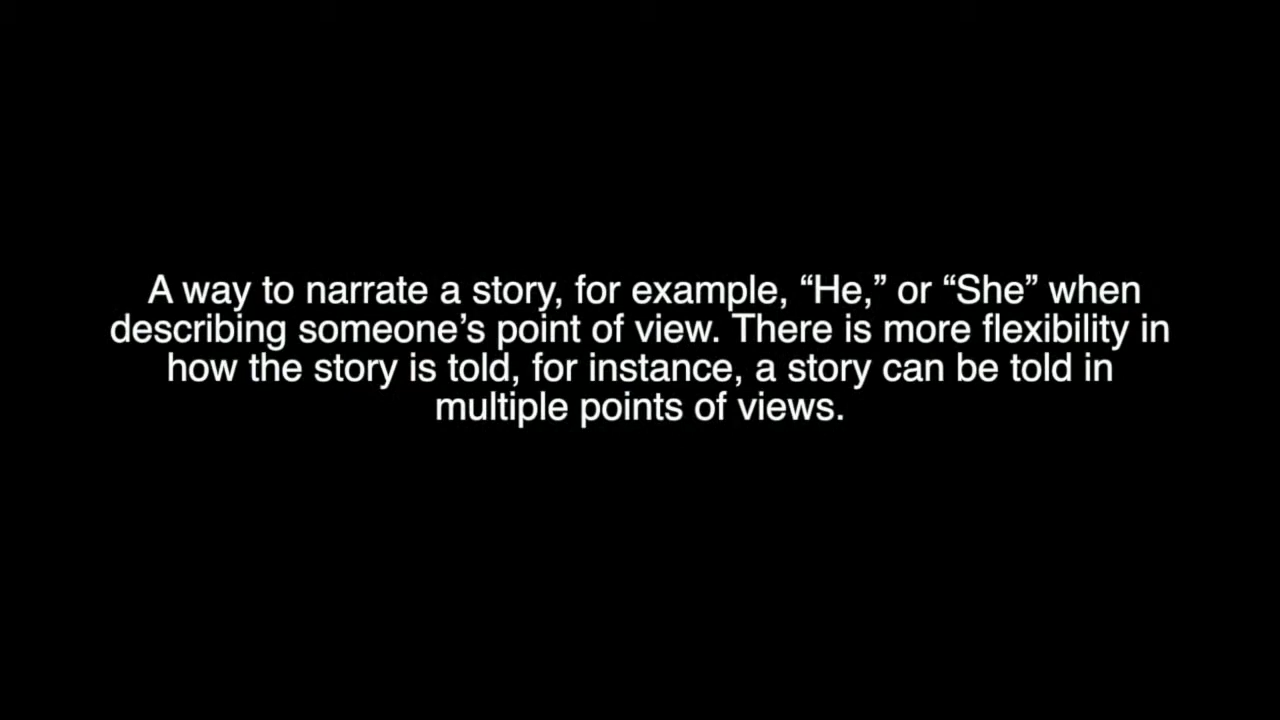 A way to narrate a story, for example, “He,” or “She” when
describing someone’s point of view. There is more flexibility in
how the story is told, for instance, a story can be told in
multiple points of views.